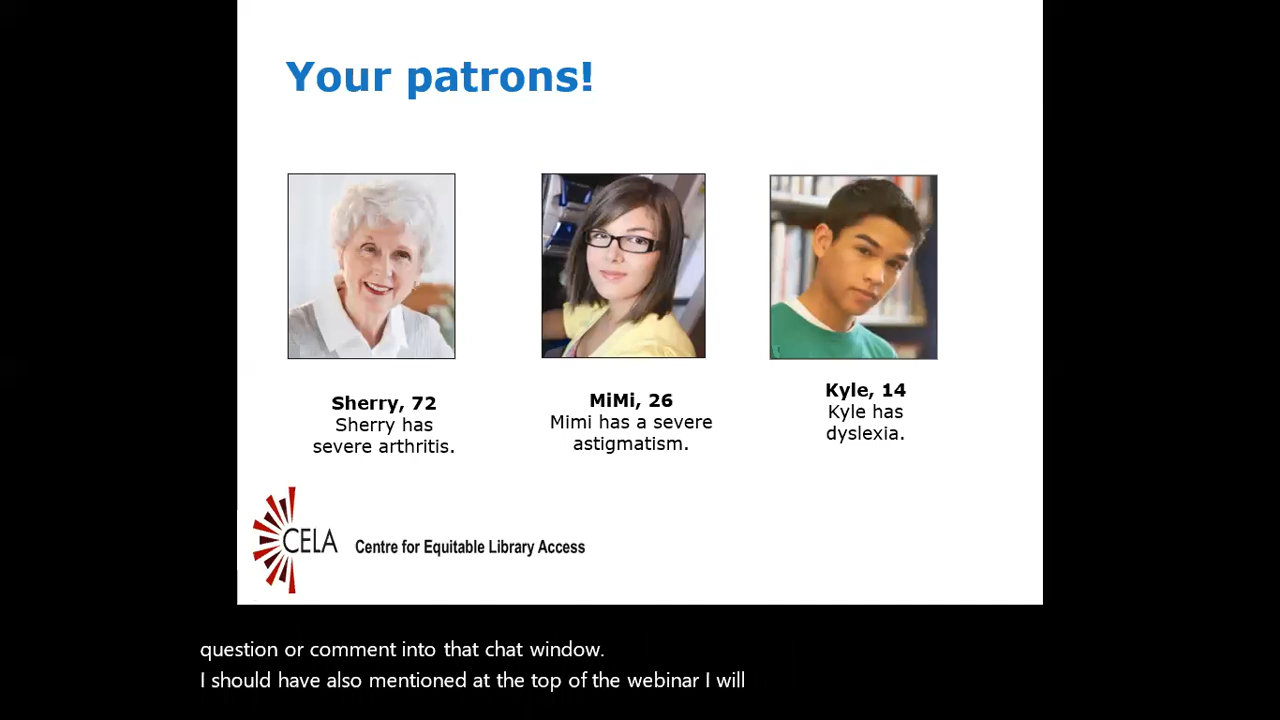 Your patrons!
Sherry, 72
Sherry has
severe arthritis.
MiMi, 26
Mimi has a severe
astigmatism.
Kyle, 14
Kyle has
dyslexia.
CELA
Centre for Equitable Library Access
question or comment into that chat window.
I should have also mentioned at the top of the webinar I will